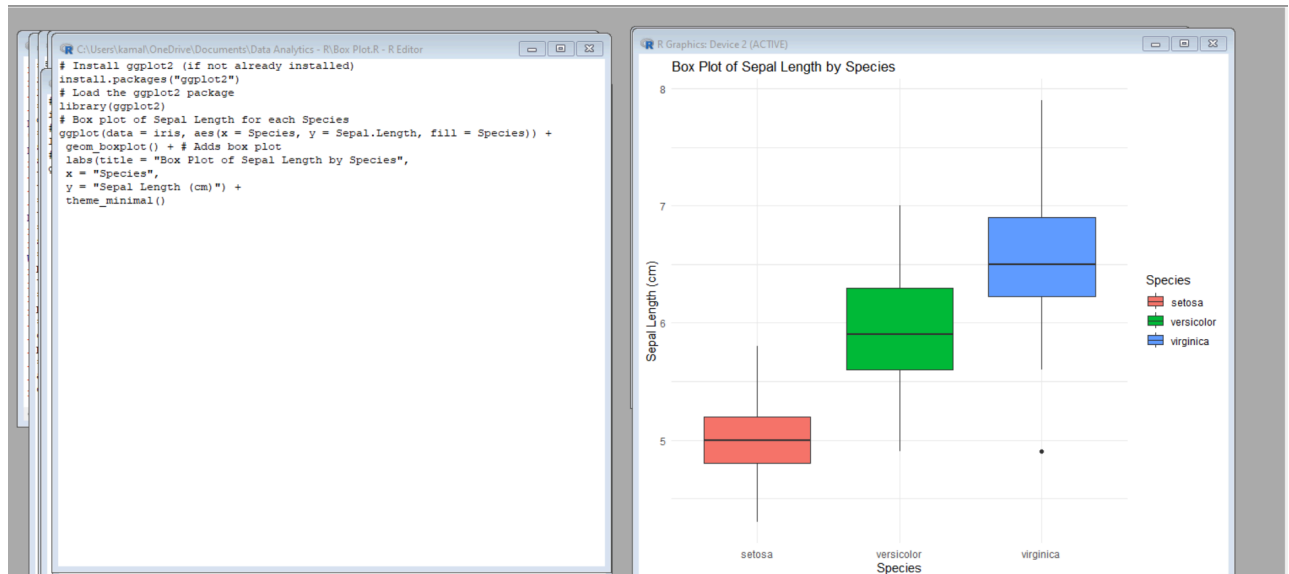 C:\Users\kamal\OneDrive\Documents\Data Analytics - R\Box Plot.R - R Editor
# Install ggplot2 (if not already installed)
install.packages("ggplot2")
# Load the ggplot2 package
library(ggplot2)
# Box plot of Sepal Length for each Species
ggplot(data = iris, aes(x = Species, y = Sepal.Length, fill = Species)) +
geom_boxplot() + # Adds box plot
labs(title = "Box Plot of Sepal Length by Species",
x = "Species",
y = "Sepal Length (cm)") +
theme_minimal()
R Graphics: Device 2 (ACTIVE)
Box Plot of Sepal Length by Species
8
7
6
5
Sepal Length (cm)
setosa
versicolor
virginica
Species
Species
setosa
versicolor
virginica